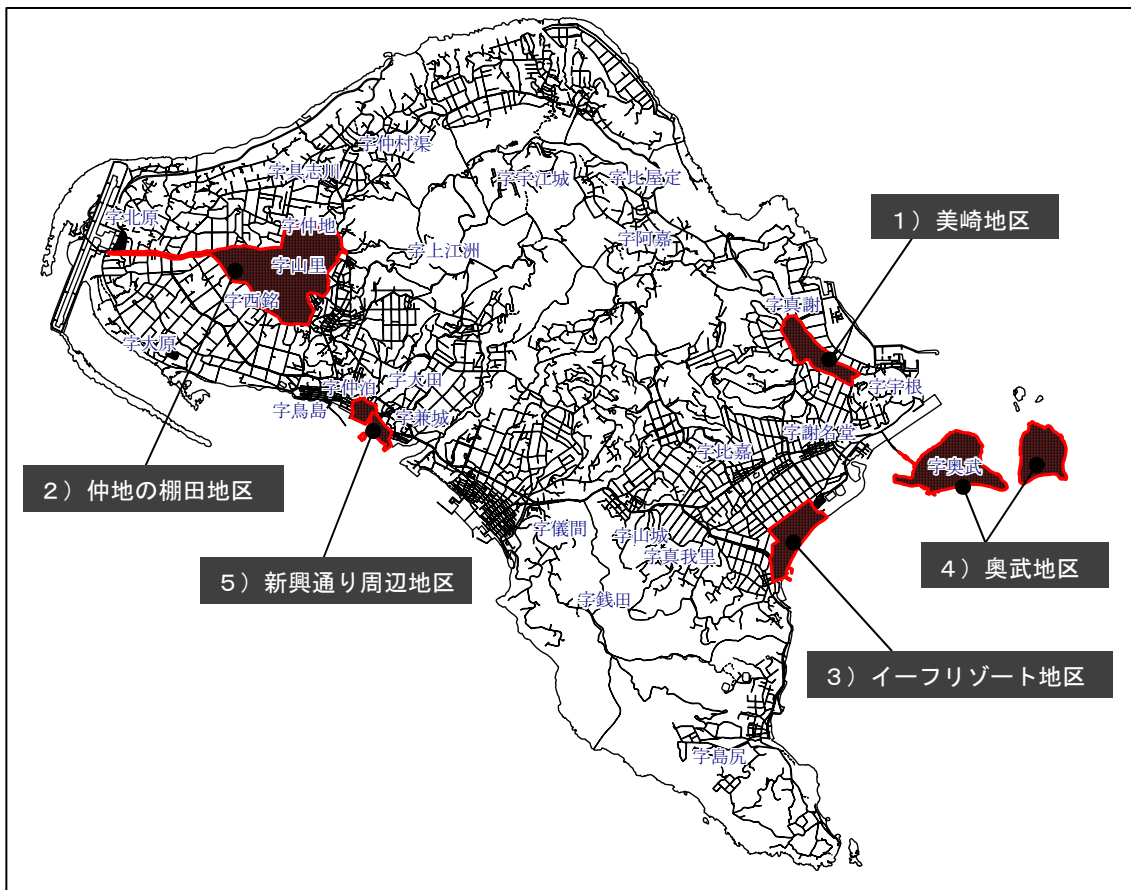 字仲村渠
字具志川
字宇江城
字比屋定
字北原
字仲地
字上江洲
字阿嘉
１）美崎地区
字山里
字西銘
字真謝
字大原
字仲泊
字大田
字宇根
字鳥島
字兼城
字謝名堂
字比嘉
字奥武
２）仲地の棚田地区
字儀間
字山城
字真我里
５）新興通り周辺地区
４）奥武地区
字銭田
３）イーフリゾート地区
字島尻